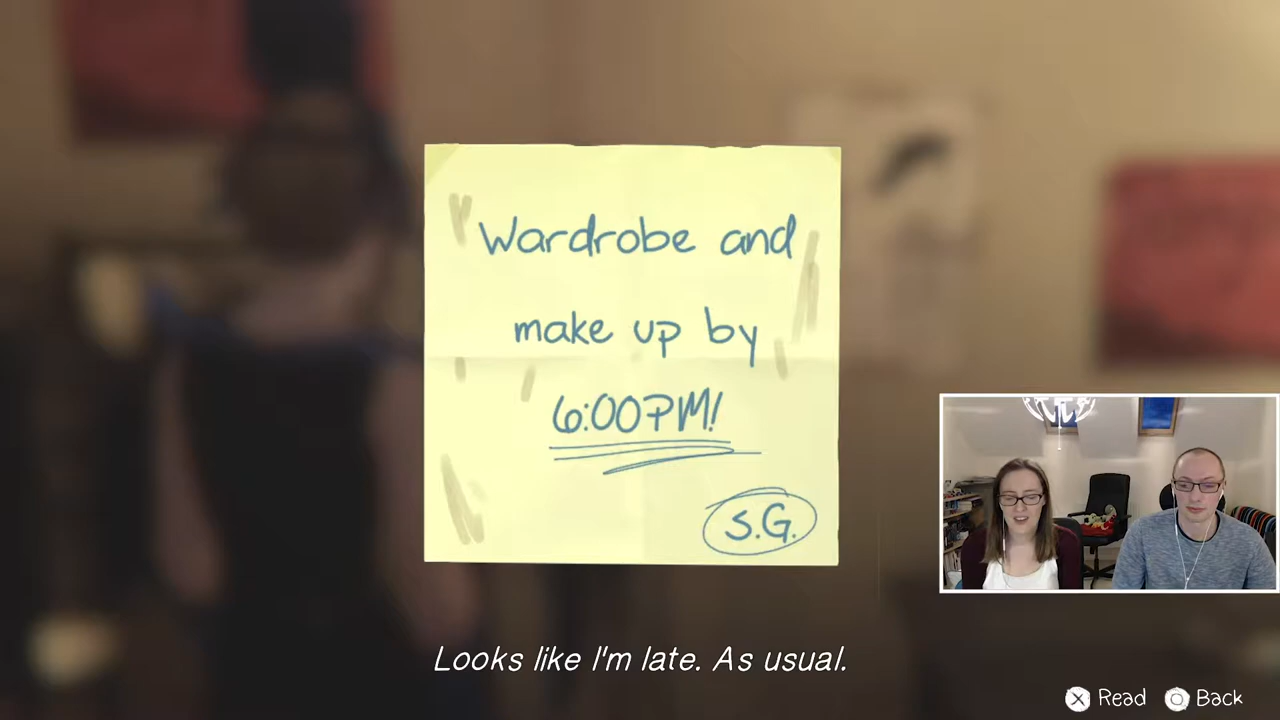 Wardrobe and
make up by
6:00PM!
S.G.
Looks like I'm late. As usual.
Read Back